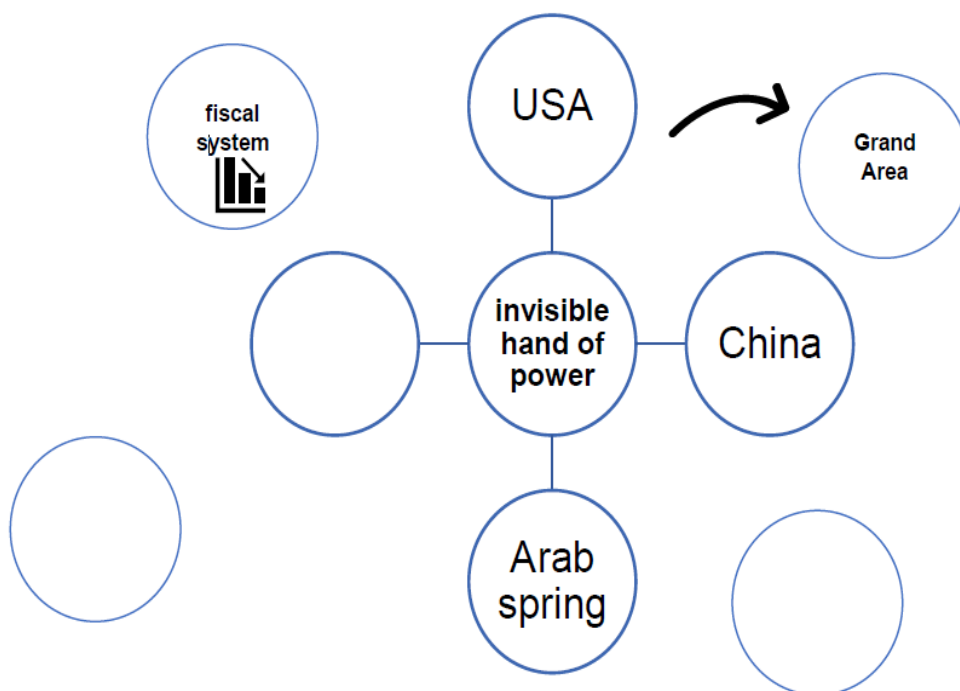 USA
fiscal
system
Grand
Area
invisible
hand of
power
China
Arab
spring